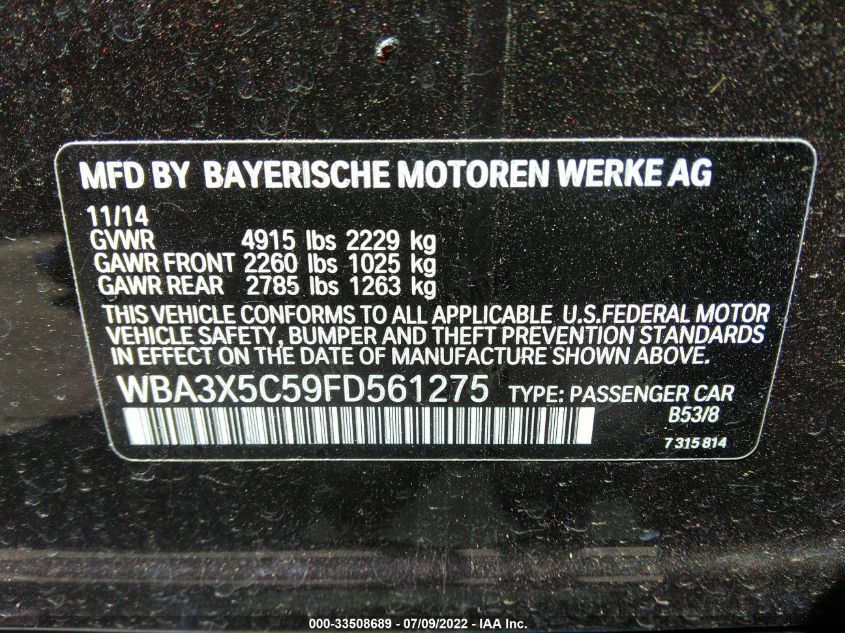 MFD BY BAYERISCHE MOTOREN WERKE AG
11/14
GVWR 4915 lbs 2229 kg
GAWR FRONT 2260 lbs 1025 kg
GAWR REAR 2785 lbs 1263 kg
THIS VEHICLE CONFORMS TO ALL APPLICABLE U.S.FEDERAL MOTOR
VEHICLE SAFETY, BUMPER AND THEFT PREVENTION STANDARDS
IN EFFECT ON THE DATE OF MANUFACTURE SHOWN ABOVE.
WBA3X5C59FD561275 TYPE: PASSENGER CAR
B53/8
7 315 814
000-33508689 / 07/09/2022 - IAA Inc.